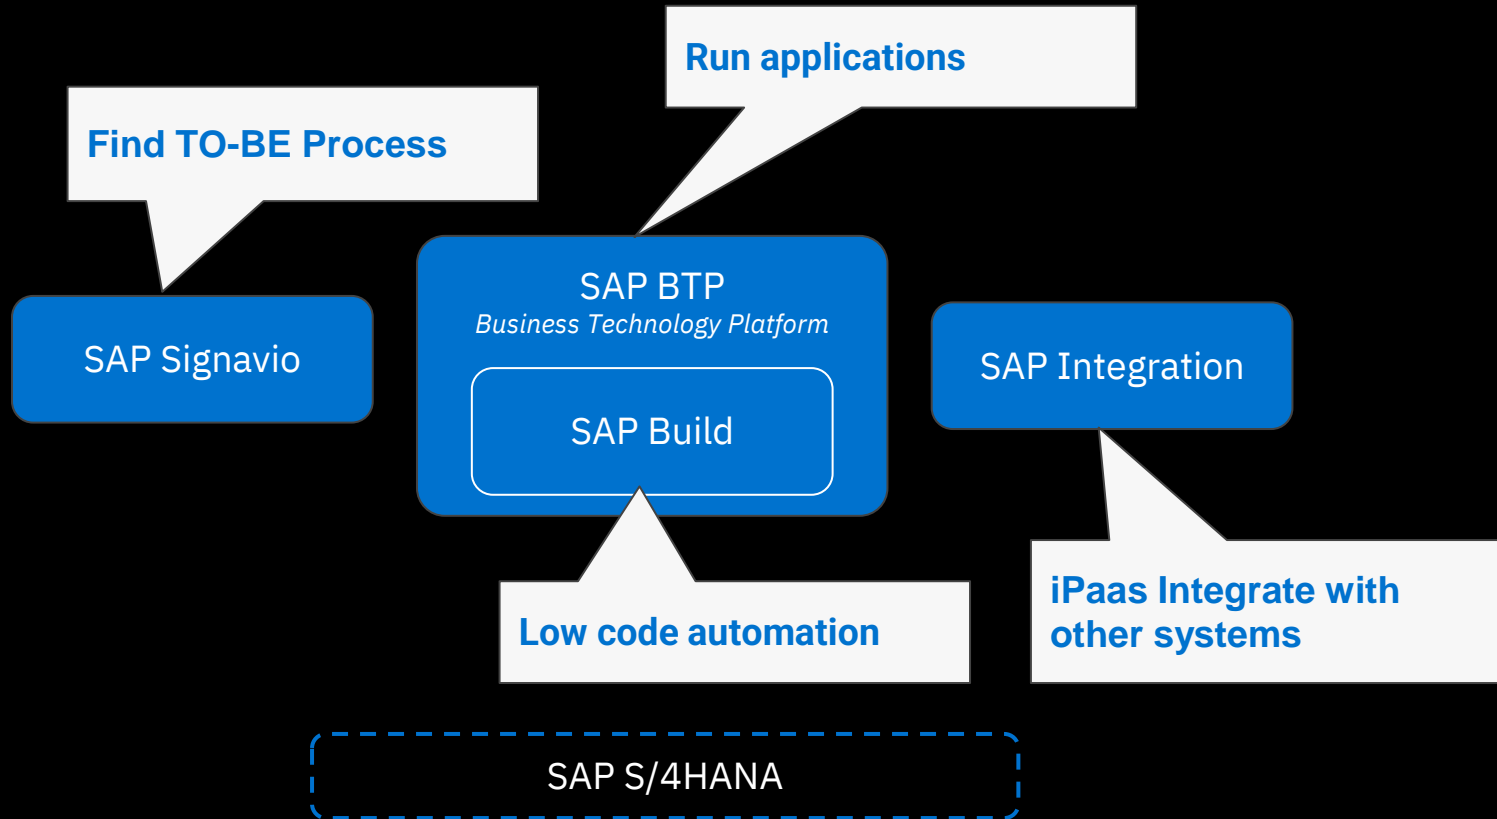 Run applications
Find TO-BE Process
SAP BTP
Business Technology Platform
SAP Signavio
SAP Integration
SAP Build
iPaas Integrate with
other systems
Low code automation
SAP S/4HANA